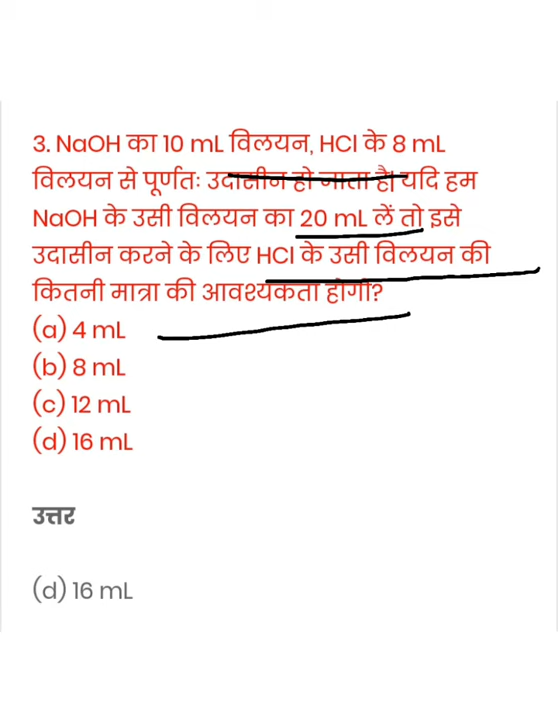 3. NaOH का 10 mL विलयन, HCl के 8 mL
विलयन से पूर्णतः उदासीन हो जाता है। यदि हम
NaOH के उसी विलयन का 20 mL लें तो इसे
उदासीन करने के लिए HCl के उसी विलयन की
कितनी मात्रा की आवश्यकता होगी?
(a) 4 mL
(b) 8 mL
(c) 12 mL
(d) 16 mL
उत्तर
(d) 16 mL